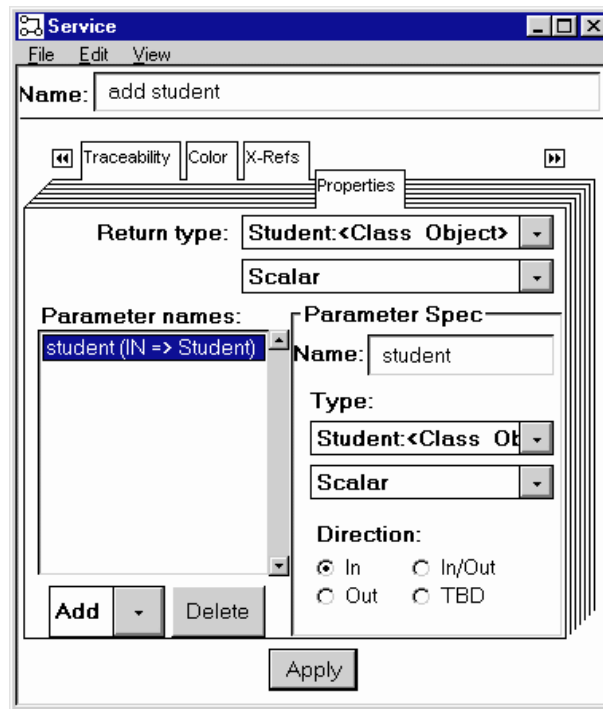 Service
File Edit View
Name: add student
Traceability Color X-Refs
Properties
Return type: Student:<Class Object>
Scalar
Parameter names:
student (IN => Student)
Parameter Spec
Name: student
Type:
Student:<Class Ob
Scalar
Direction:
In In/Out
Out TBD
Add Delete
Apply